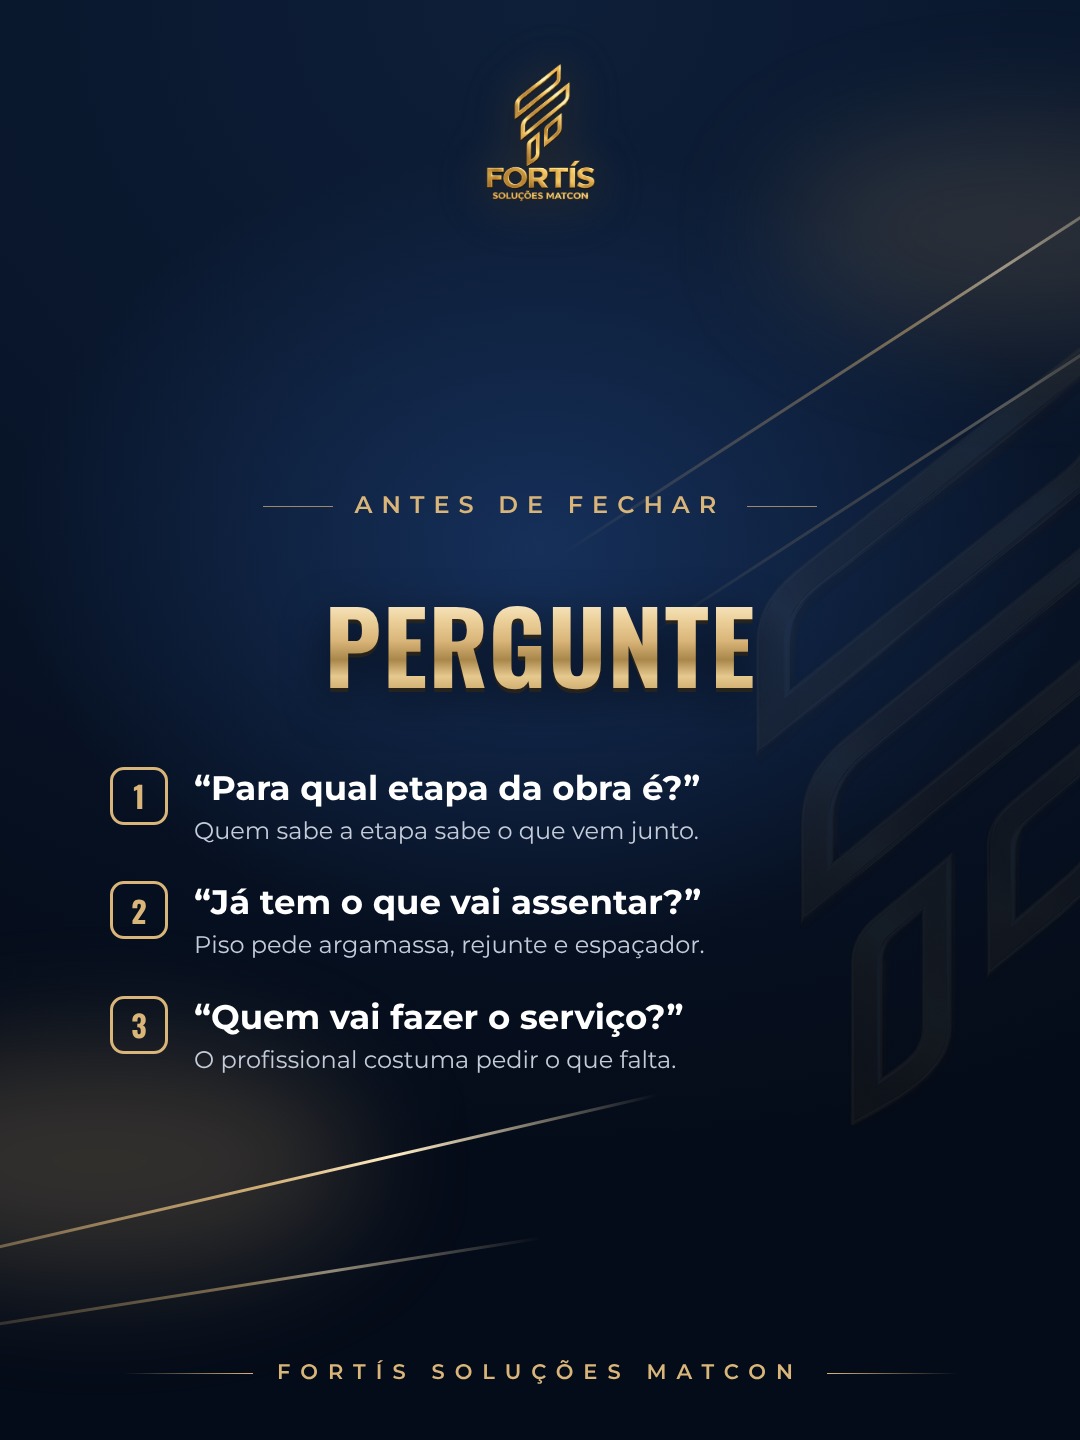 FORTÍS
SOLUÇÕES MATCON
ANTES DE FECHAR
PERGUNTE
1
“Para qual etapa da obra é?”
Quem sabe a etapa sabe o que vem junto.
2
“Já tem o que vai assentar?”
Piso pede argamassa, rejunte e espaçador.
3
“Quem vai fazer o serviço?”
O profissional costuma pedir o que falta.
FORTÍS SOLUÇÕES MATCON